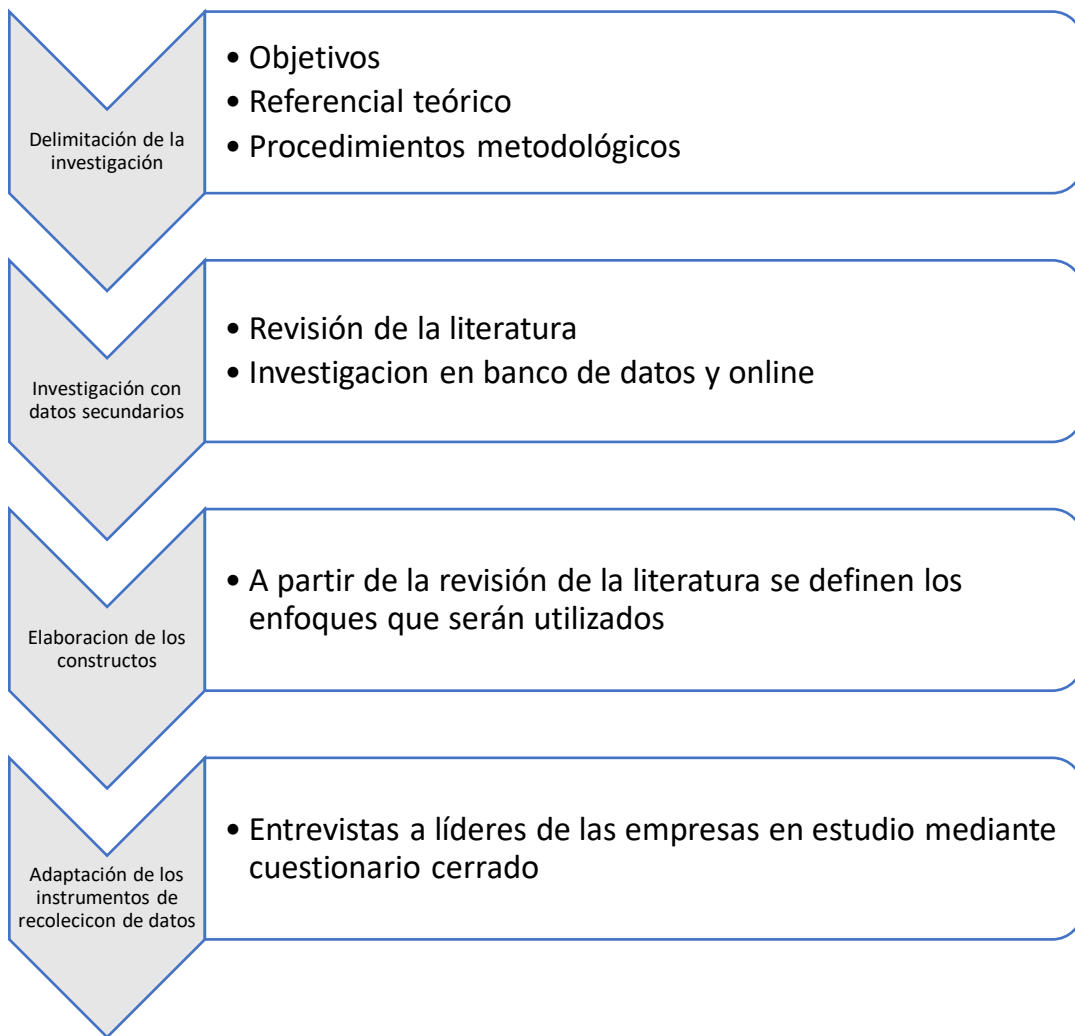 Delimitación de la
investigación
• Objetivos
• Referencial teórico
• Procedimientos metodológicos
Investigación con
datos secundarios
• Revisión de la literatura
• Investigacion en banco de datos y online
Elaboracion de los
constructos
• A partir de la revisión de la literatura se definen los
enfoques que serán utilizados
Adaptación de los
instrumentos de
recolecicon de datos
• Entrevistas a líderes de las empresas en estudio mediante
cuestionario cerrado